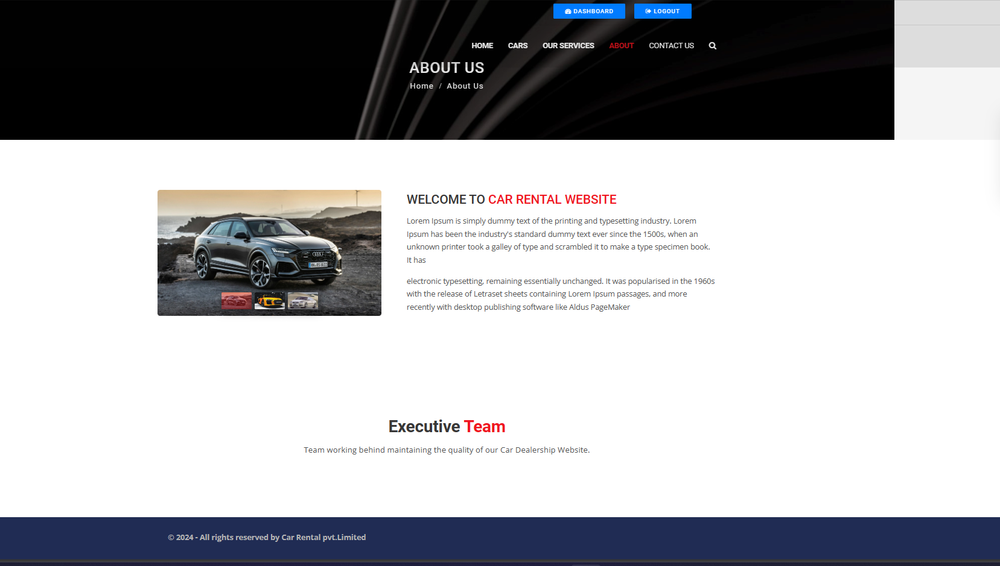 DASHBOARD LOGOUT
HOME CARS OUR SERVICES ABOUT CONTACT US
ABOUT US
Home / About Us
WELCOME TO CAR RENTAL WEBSITE
Lorem Ipsum is simply dummy text of the printing and typesetting industry. Lorem
Ipsum has been the industry's standard dummy text ever since the 1500s, when an
unknown printer took a galley of type and scrambled it to make a type specimen book.
It has
electronic typesetting, remaining essentially unchanged. It was popularised in the 1960s
with the release of Letraset sheets containing Lorem Ipsum passages, and more
recently with desktop publishing software like Aldus PageMaker
Executive Team
Team working behind maintaining the quality of our Car Dealership Website.
© 2024 - All rights reserved by Car Rental pvt.Limited